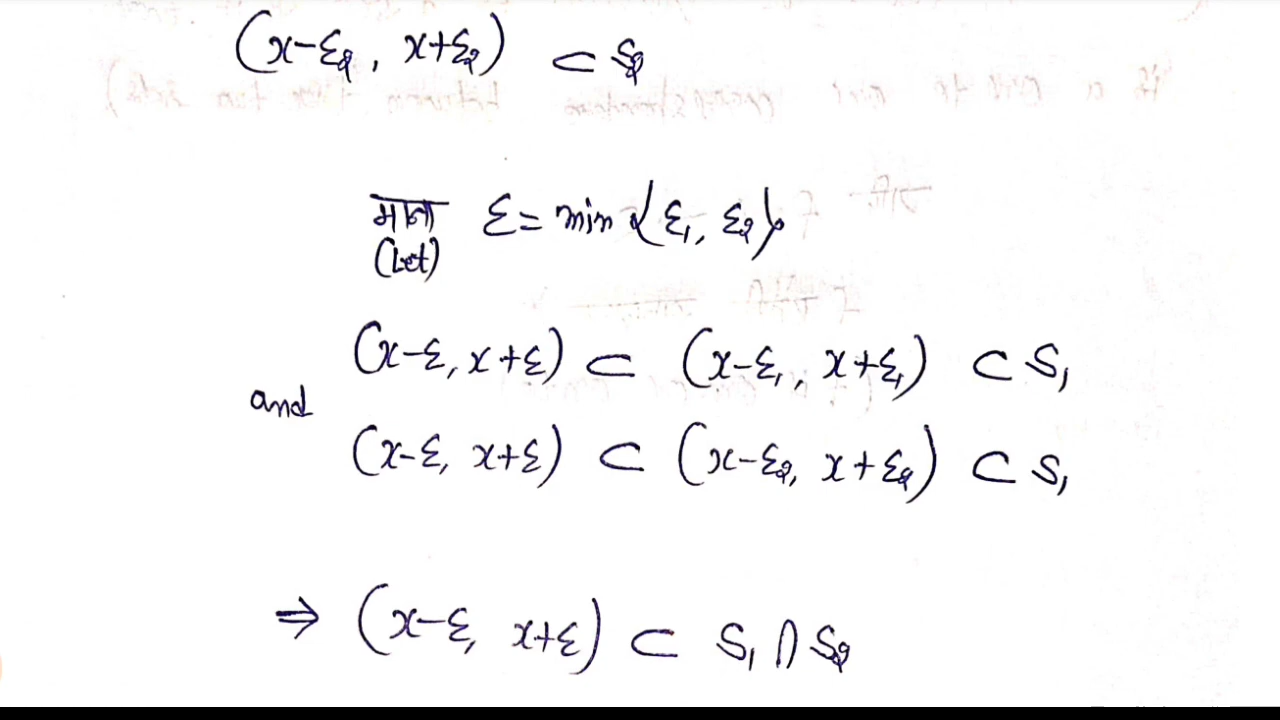 (x-ε₂, x+ε₂) ⊂ S₂
माना ε = min {ε₁, ε₂}
(Let)
(x-ε, x+ε) ⊂ (x-ε₁, x+ε₁) ⊂ S₁
and
(x-ε, x+ε) ⊂ (x-ε₂, x+ε₂) ⊂ S₁
⇒ (x-ε, x+ε) ⊂ S₁ ∩ S₂